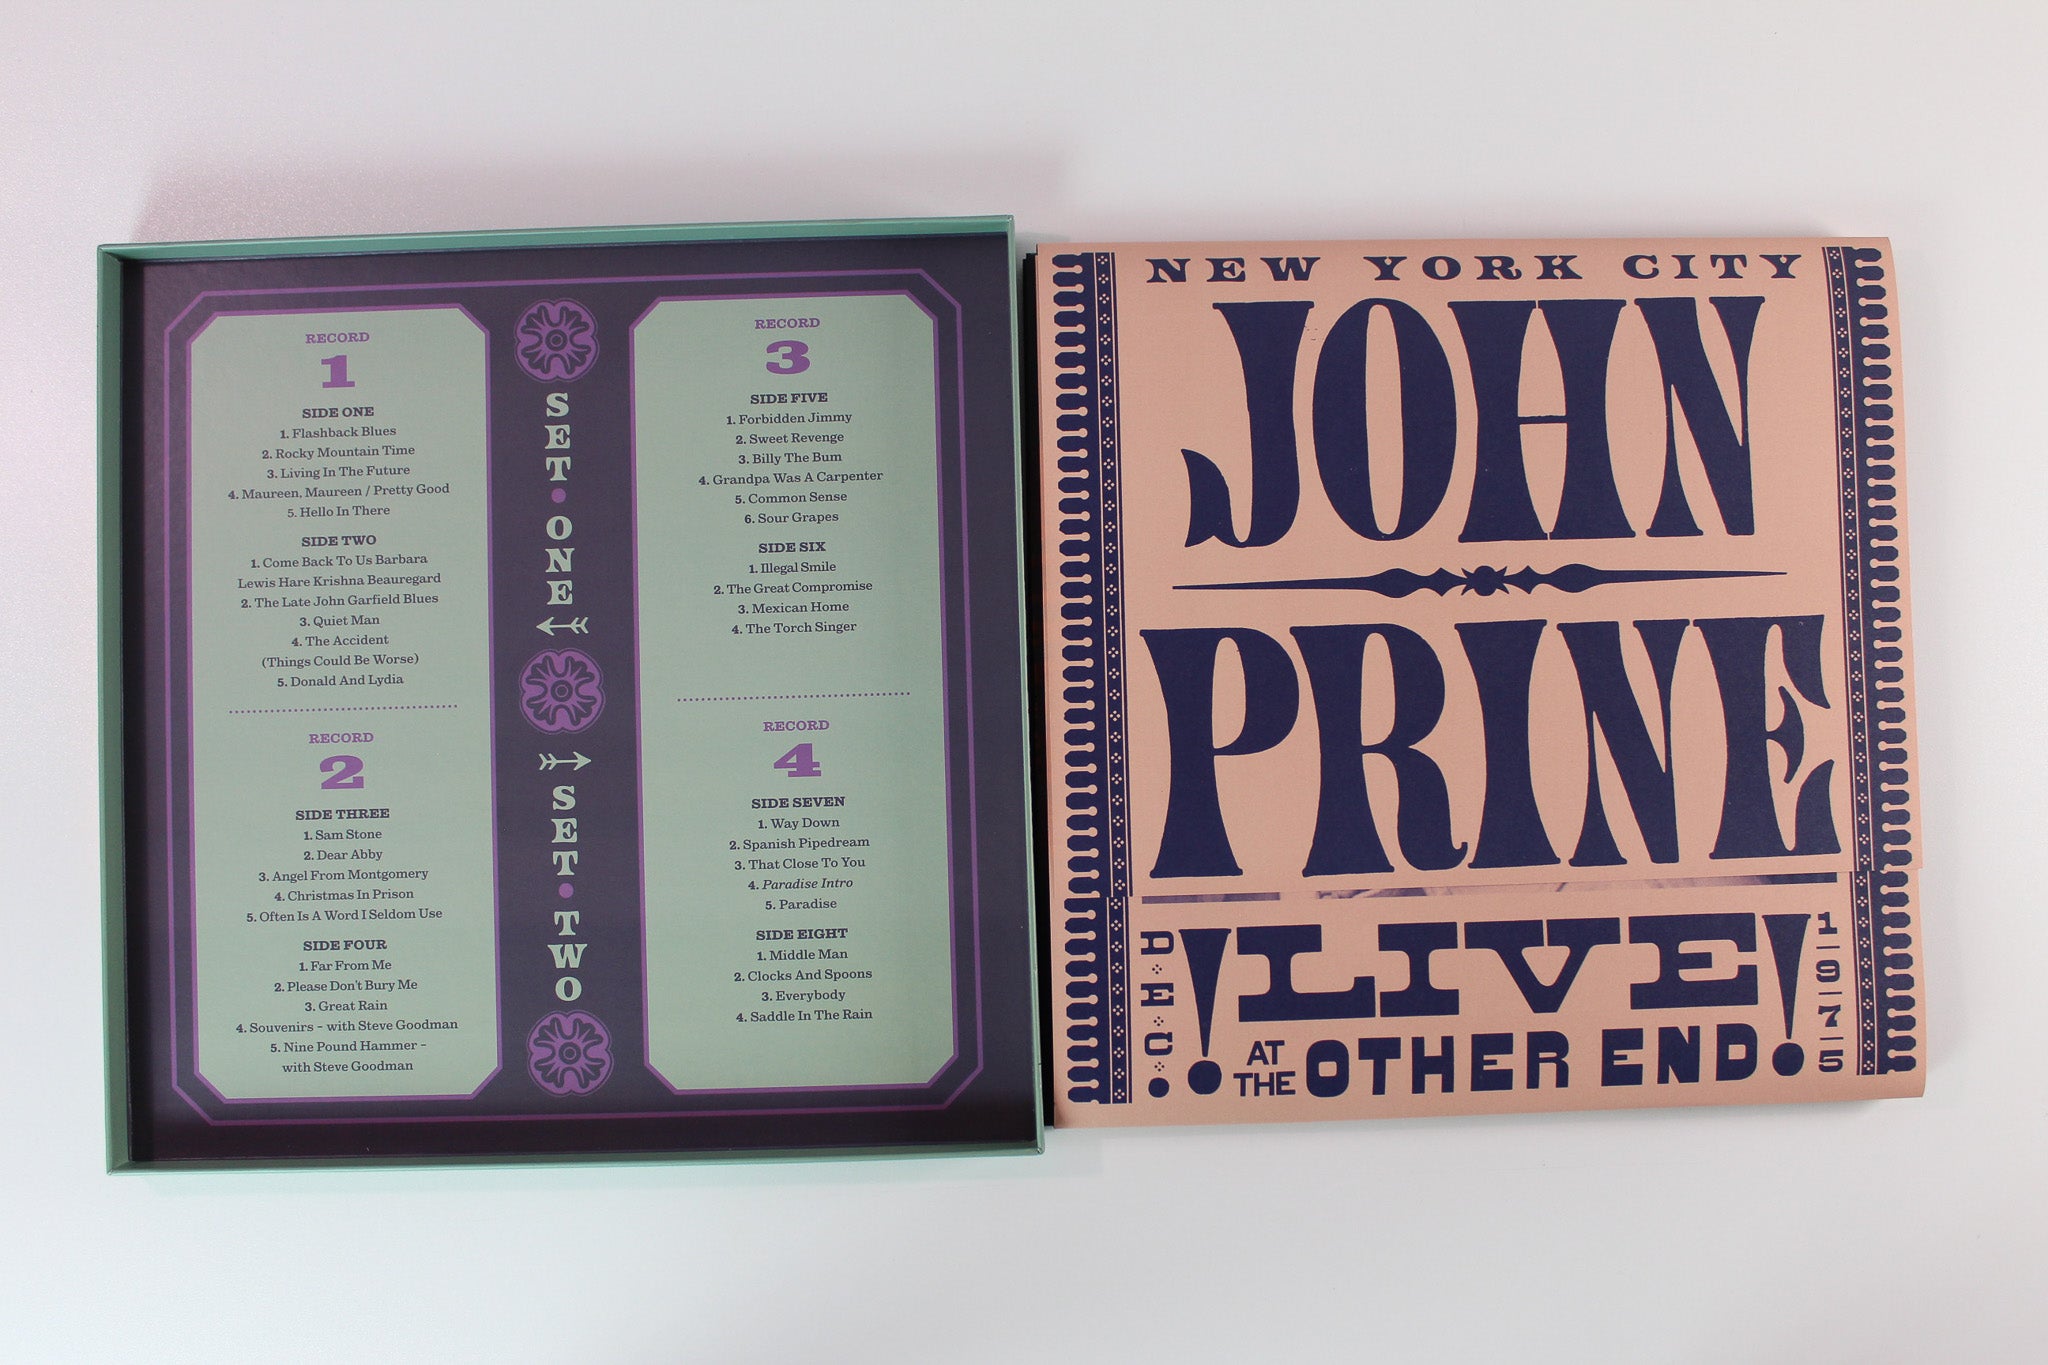 RECORD
1
SIDE ONE
1. Flashback Blues
2. Rocky Mountain Time
3. Living In The Future
4. Maureen, Maureen / Pretty Good
5. Hello In There
SIDE TWO
1. Come Back To Us Barbara
Lewis Hare Krishna Beauregard
2. The Late John Garfield Blues
3. Quiet Man
4. The Accident
(Things Could Be Worse)
5. Donald And Lydia
RECORD
2
SIDE THREE
1. Sam Stone
2. Dear Abby
3. Angel From Montgomery
4. Christmas In Prison
5. Often Is A Word I Seldom Use
SIDE FOUR
1. Far From Me
2. Please Don't Bury Me
3. Great Rain
4. Souvenirs – with Steve Goodman
5. Nine Pound Hammer –
with Steve Goodman
SET • ONE
SET • TWO
RECORD
3
SIDE FIVE
1. Forbidden Jimmy
2. Sweet Revenge
3. Billy The Bum
4. Grandpa Was A Carpenter
5. Common Sense
6. Sour Grapes
SIDE SIX
1. Illegal Smile
2. The Great Compromise
3. Mexican Home
4. The Torch Singer
RECORD
4
SIDE SEVEN
1. Way Down
2. Spanish Pipedream
3. That Close To You
4. Paradise Intro
5. Paradise
SIDE EIGHT
1. Middle Man
2. Clocks And Spoons
3. Everybody
4. Saddle In The Rain
NEW YORK CITY
JOHN
PRINE
DEC.
!LIVE!
AT THE OTHER END
1975